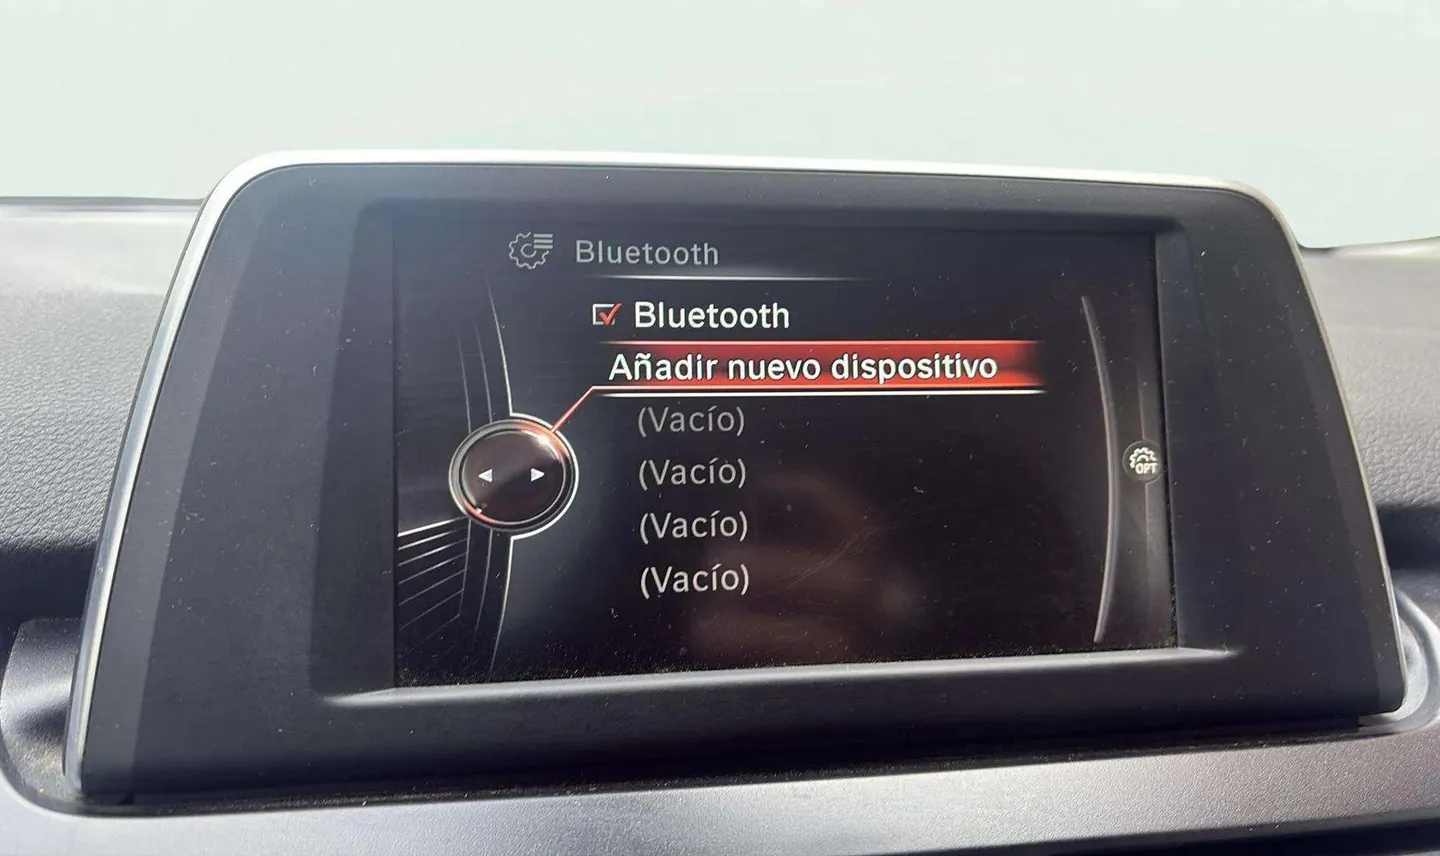 Bluetooth
Bluetooth
Añadir nuevo dispositivo
(Vacío)
(Vacío)
OPT
(Vacío)
(Vacío)